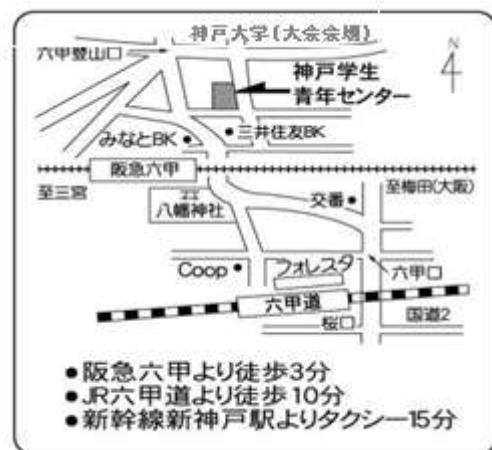 神戸大学(大会会場)
六甲登山口
N
神戸学生
青年センター
みなとBK
三井住友BK
阪急六甲
至三宮
至梅田(大阪)
八幡神社
交番
Coop
フォレスタ
六甲口
六甲道
桜口
国道2
●阪急六甲より徒歩3分
●JR六甲道より徒歩10分
●新幹線新神戸駅よりタクシー15分